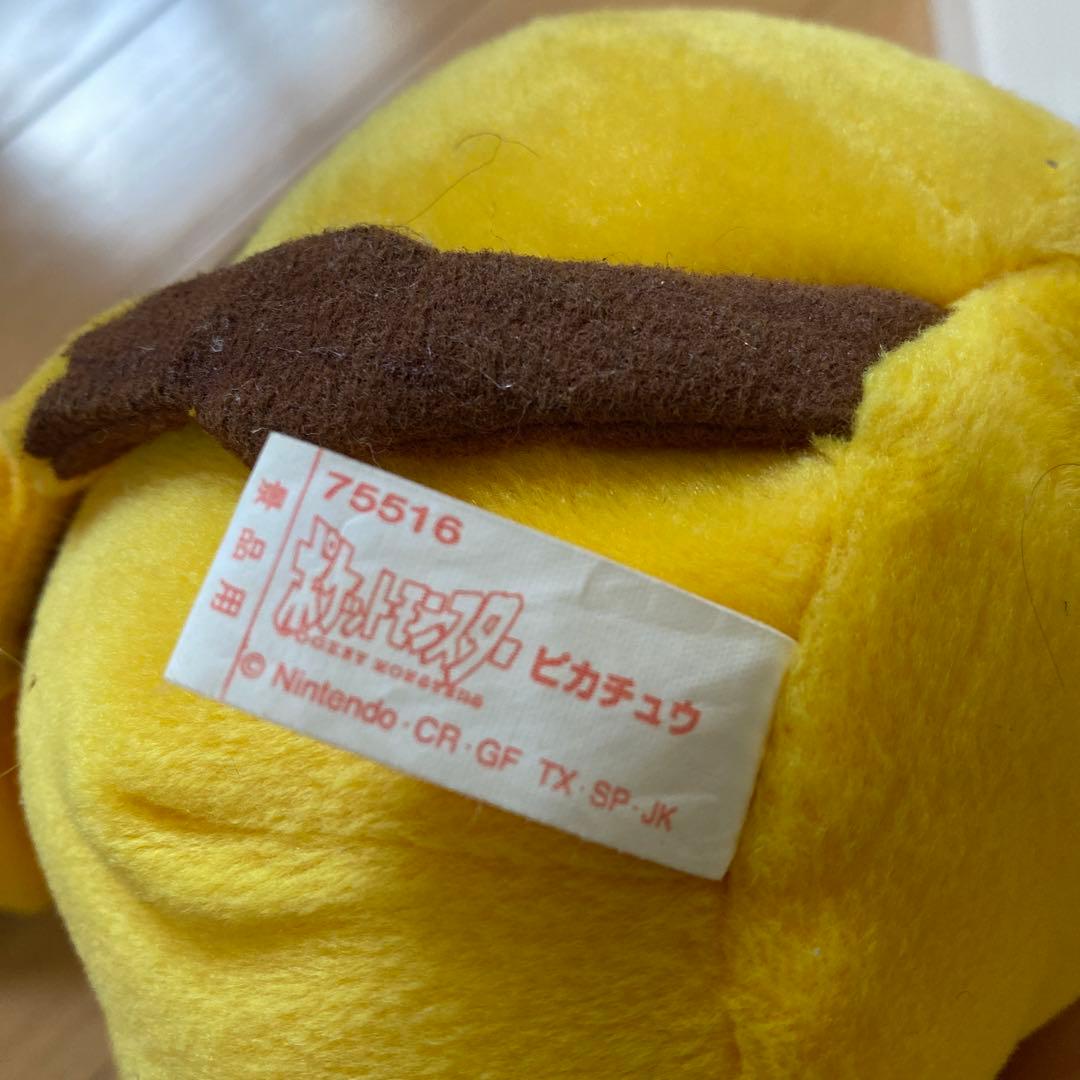 景品用
75516
ポケットモンスター
POCKET MONSTERS
ピカチュウ
© Nintendo・CR・GF TX・SP・JK